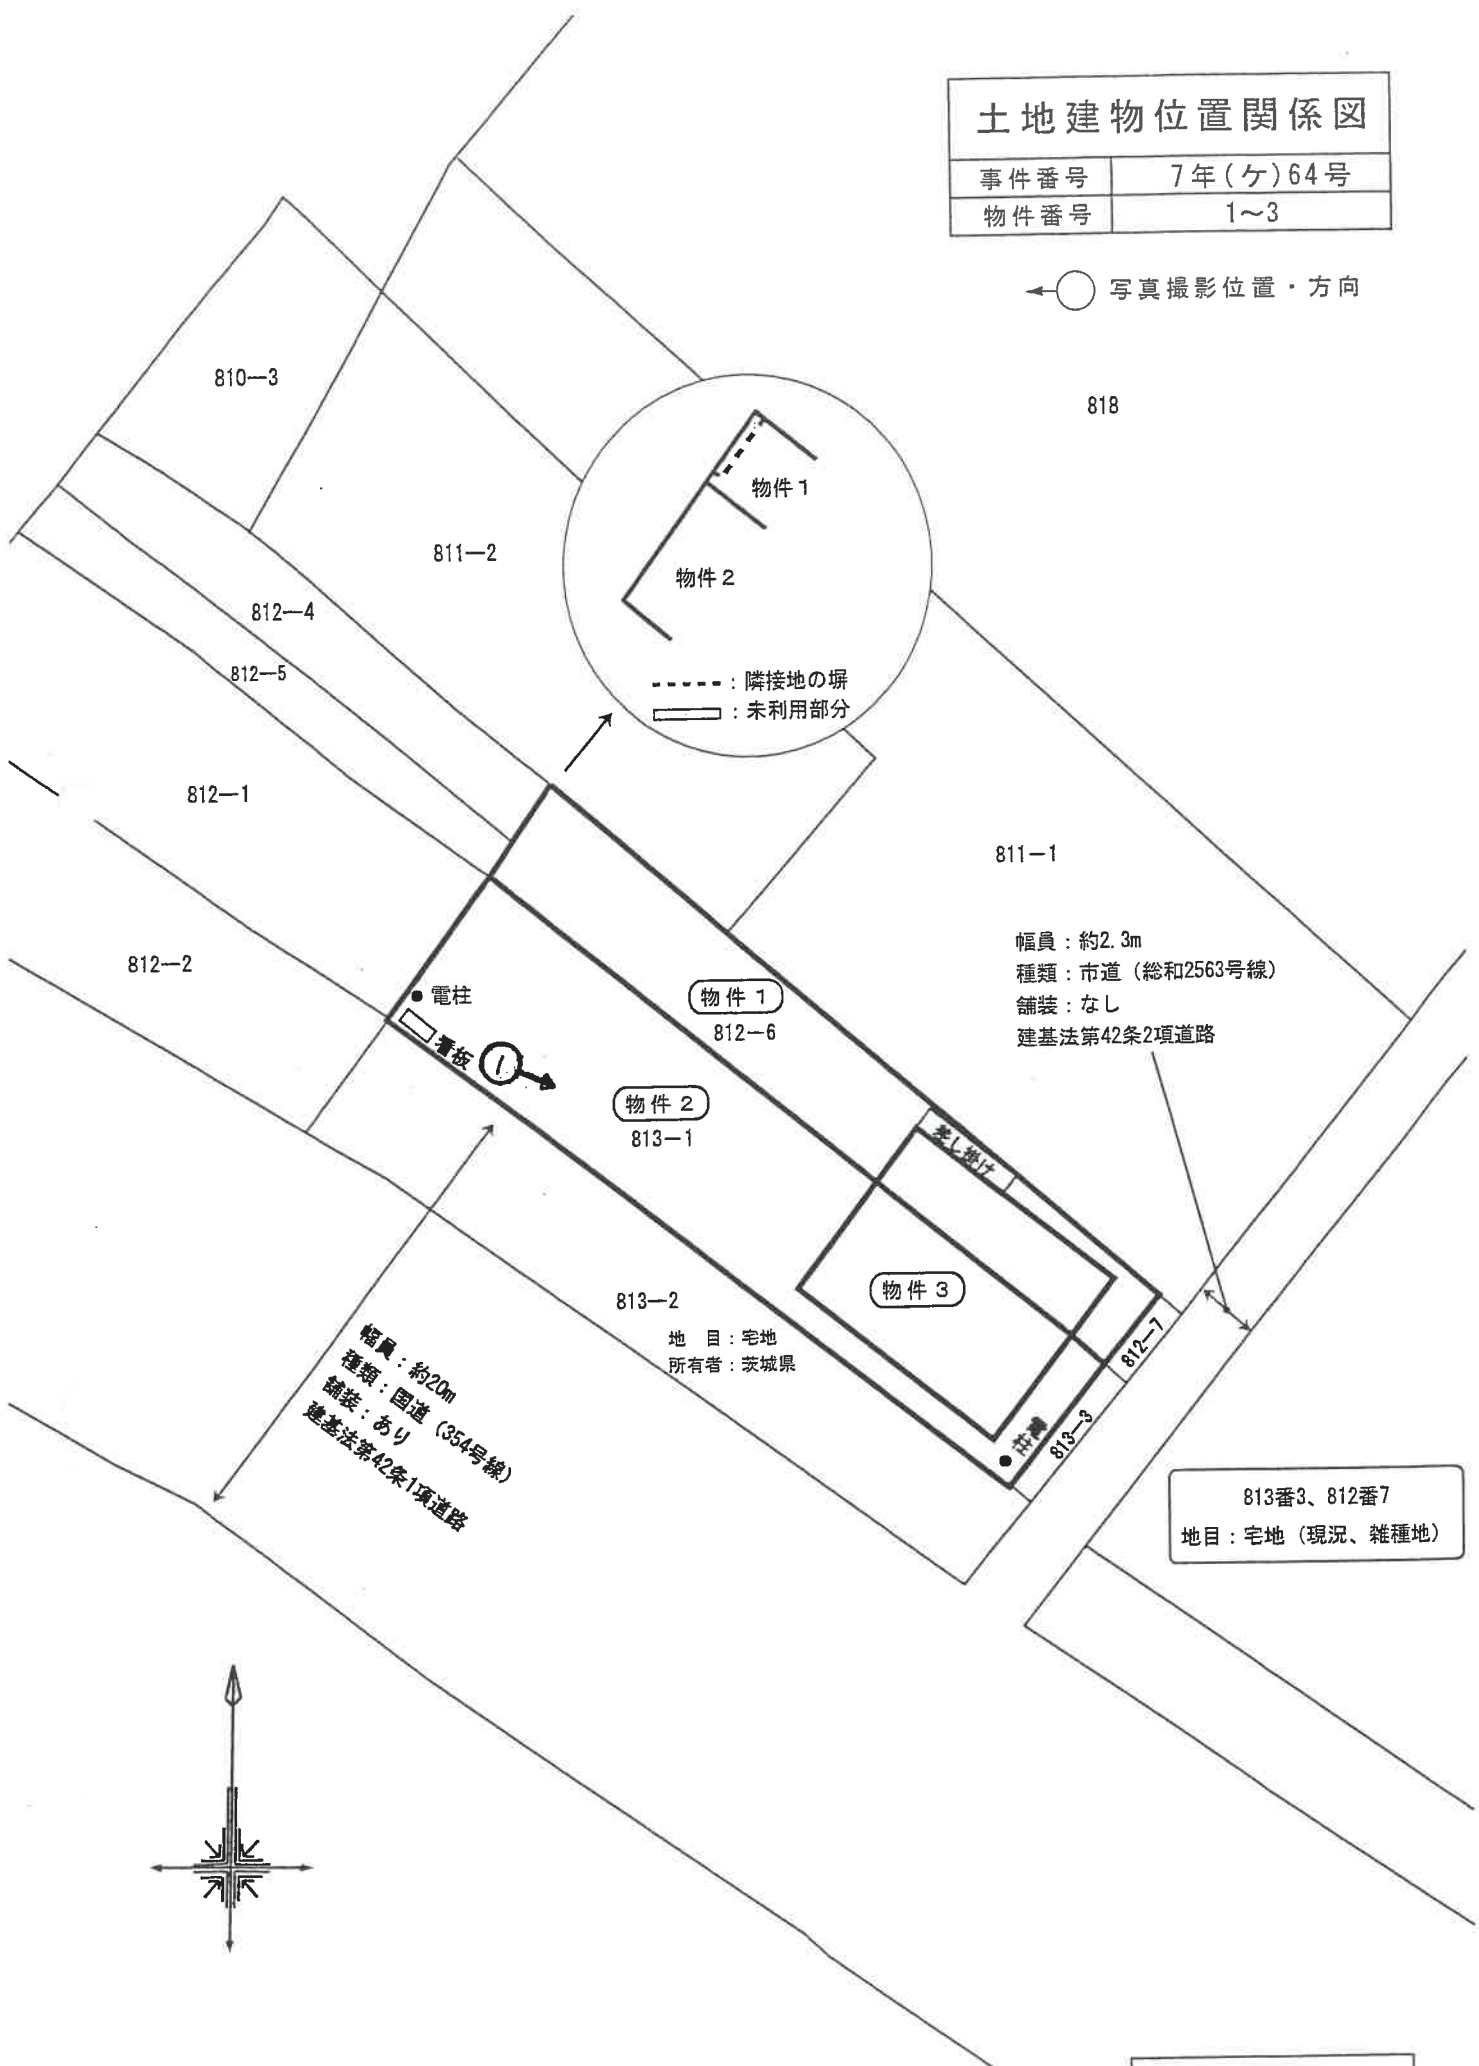 土地建物位置関係図
事件番号 7年(ケ)64号
物件番号 1～3
写真撮影位置・方向
810―3
818
物件1
811―2
物件2
812―4
812―5
：隣接地の塀
：未利用部分
812―1
811―1
幅員：約2.3m
種類：市道（総和2563号線）
舗装：なし
建基法第42条2項道路
812―2
電柱
看板
1
物件1
812―6
物件2
813―1
差し掛け
物件3
813―2
地　目：宅地
所有者：茨城県
812―7
813―3
電柱
幅員：約20m
種類：国道（354号線）
舗装：あり
建基法第42条1項道路
813番3、812番7
地目：宅地（現況、雑種地）